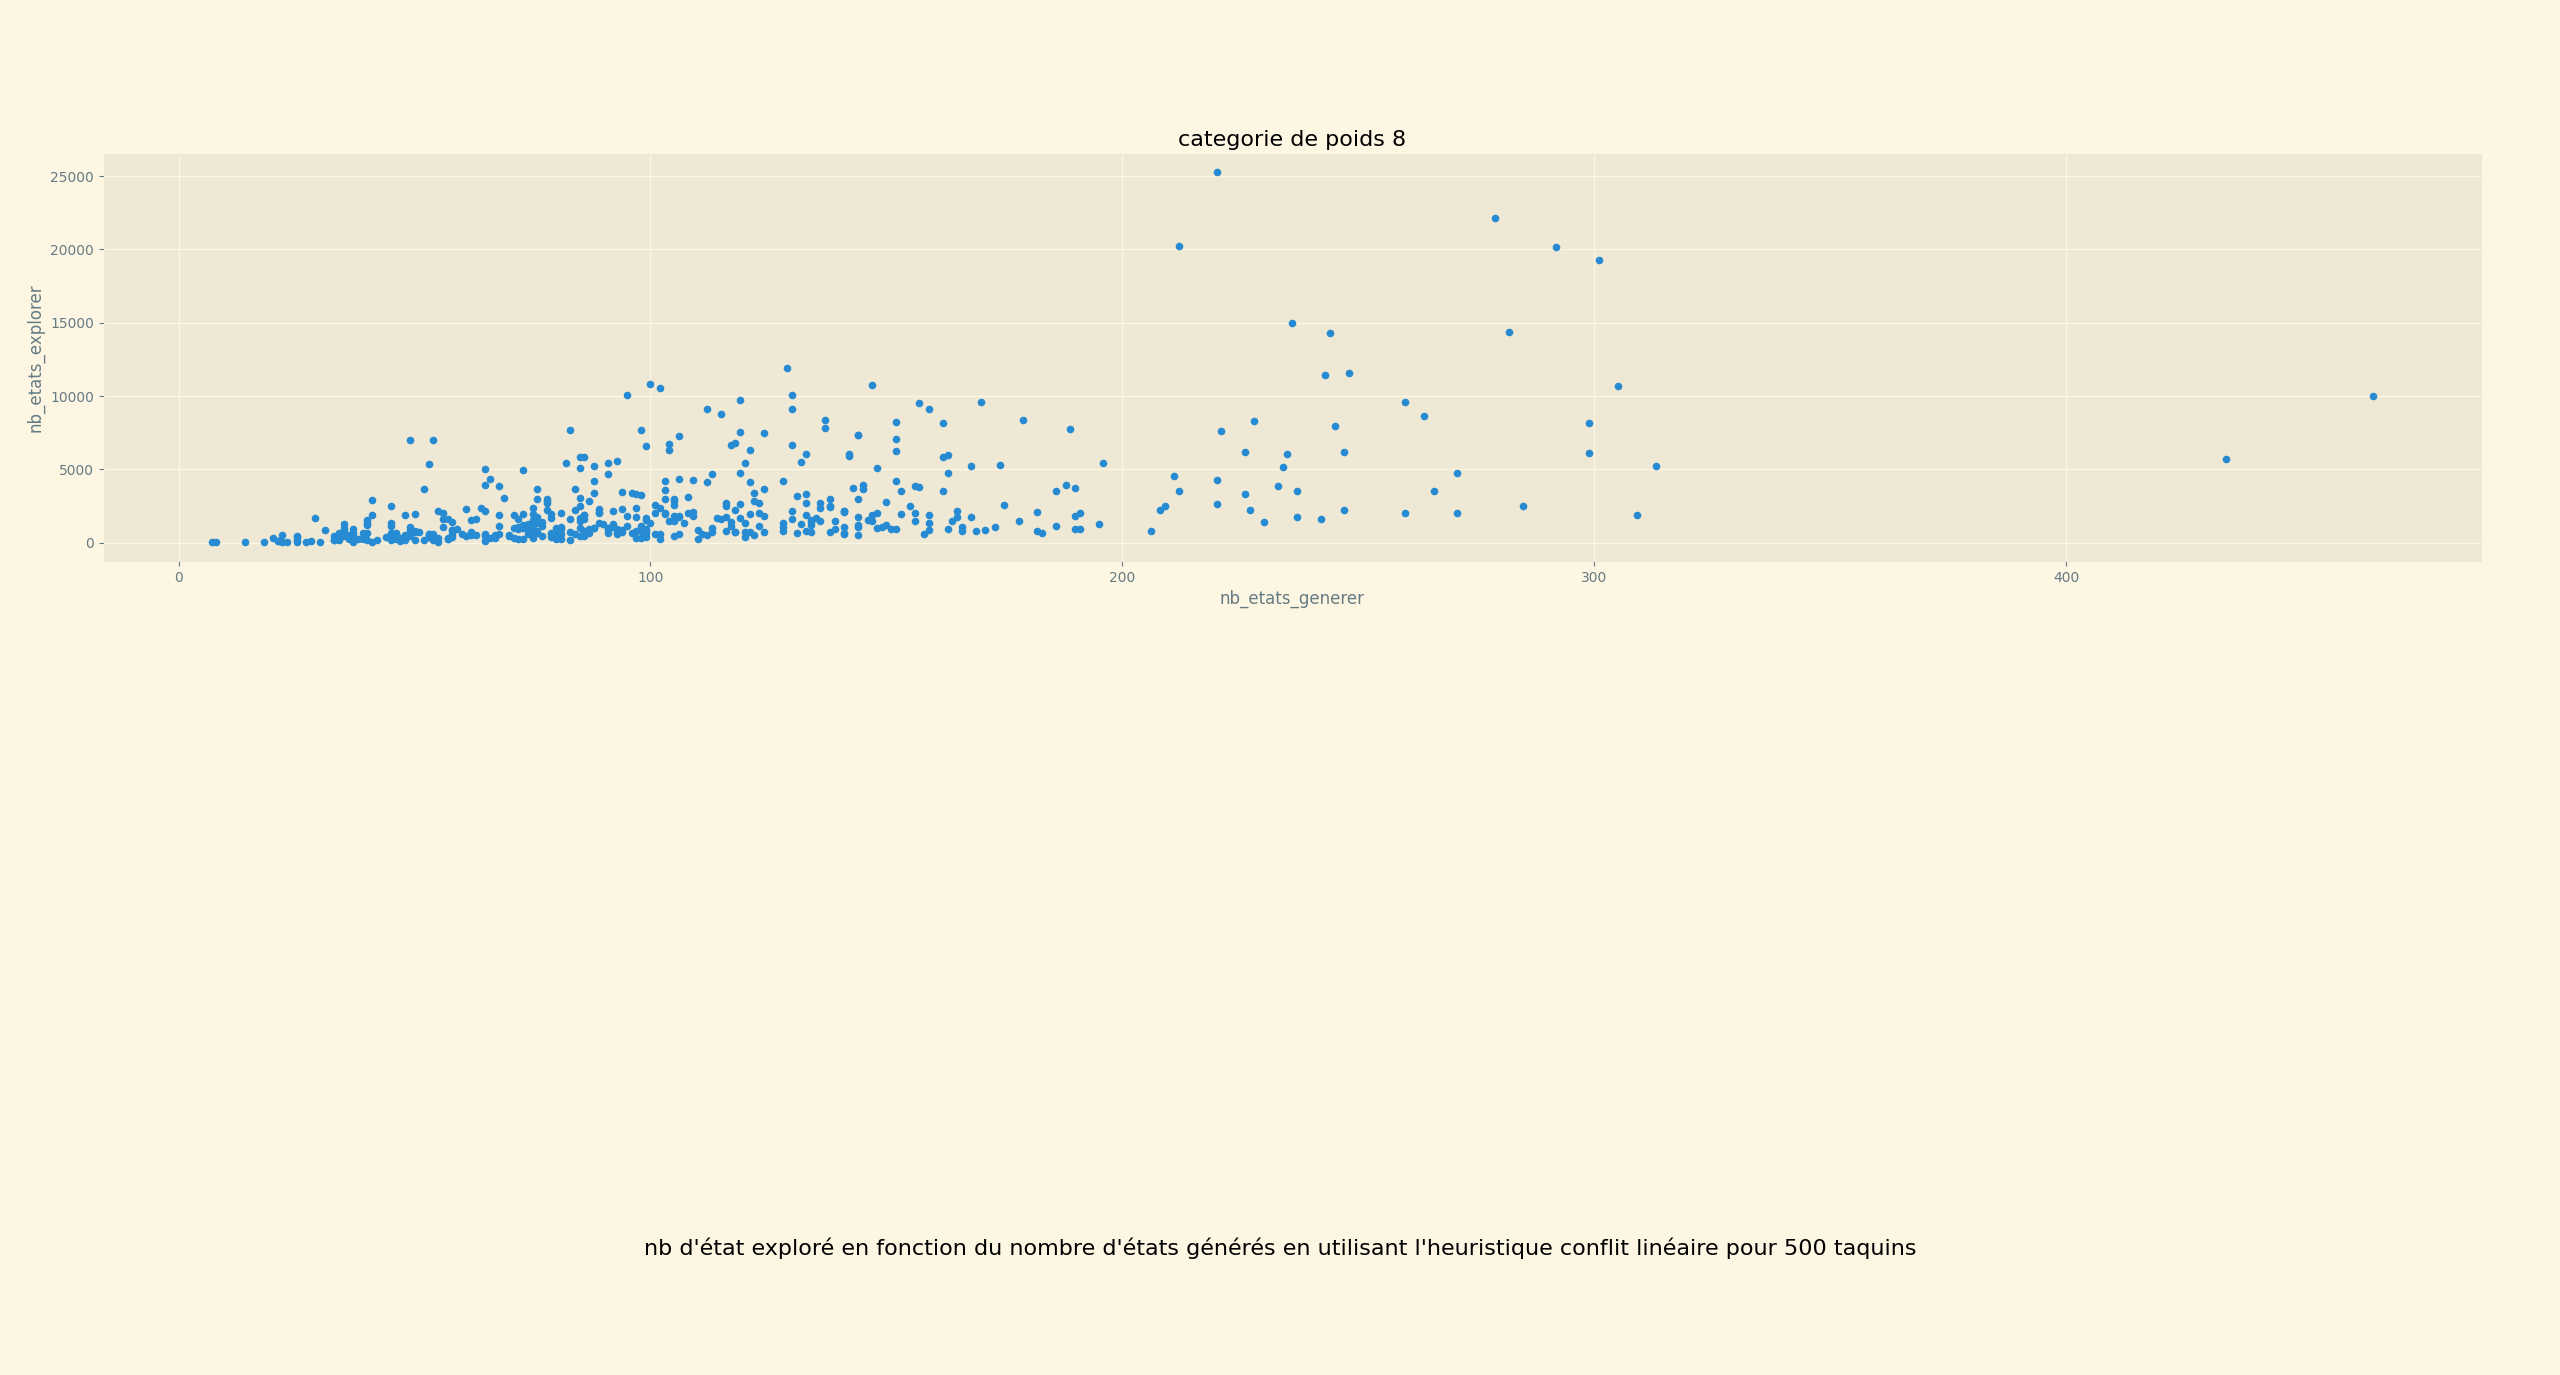 categorie de poids 8
25000
20000
15000
10000
5000
0
nb_etats_explorer
0 100 200 300 400
nb_etats_generer
nb d'état exploré en fonction du nombre d'états générés en utilisant l'heuristique conflit linéaire pour 500 taquins